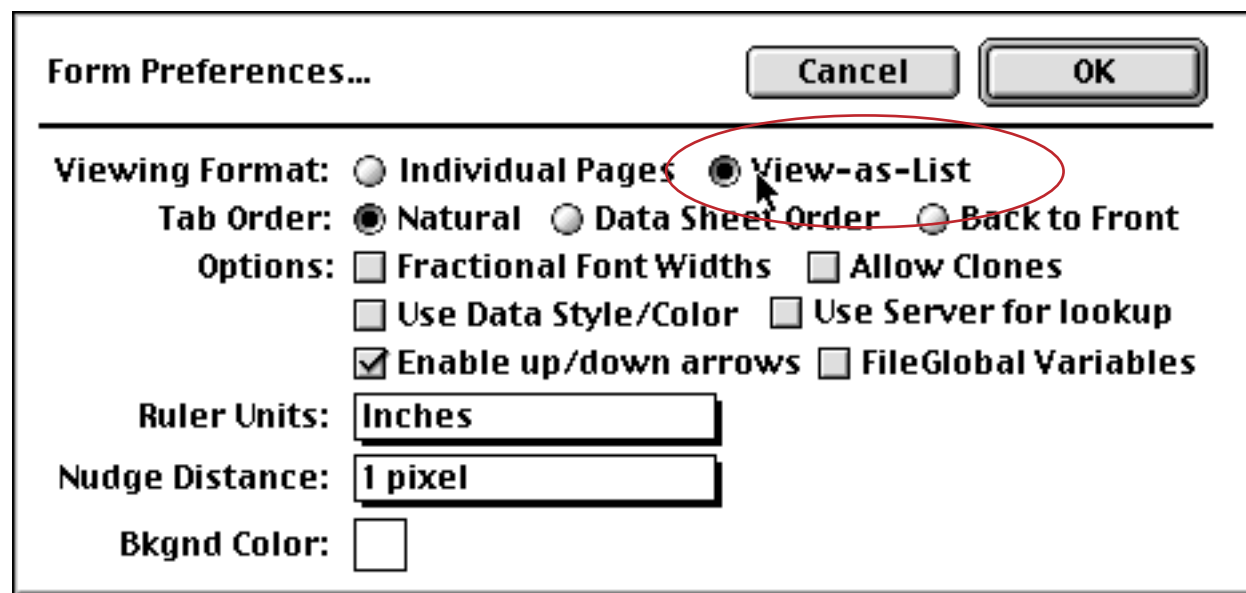 Form Preferences... Cancel OK
Viewing Format: Individual Pages View-as-List
Tab Order: Natural Data Sheet Order Back to Front
Options: Fractional Font Widths Allow Clones
Use Data Style/Color Use Server for lookup
Enable up/down arrows FileGlobal Variables
Ruler Units: Inches
Nudge Distance: 1 pixel
Bkgnd Color: